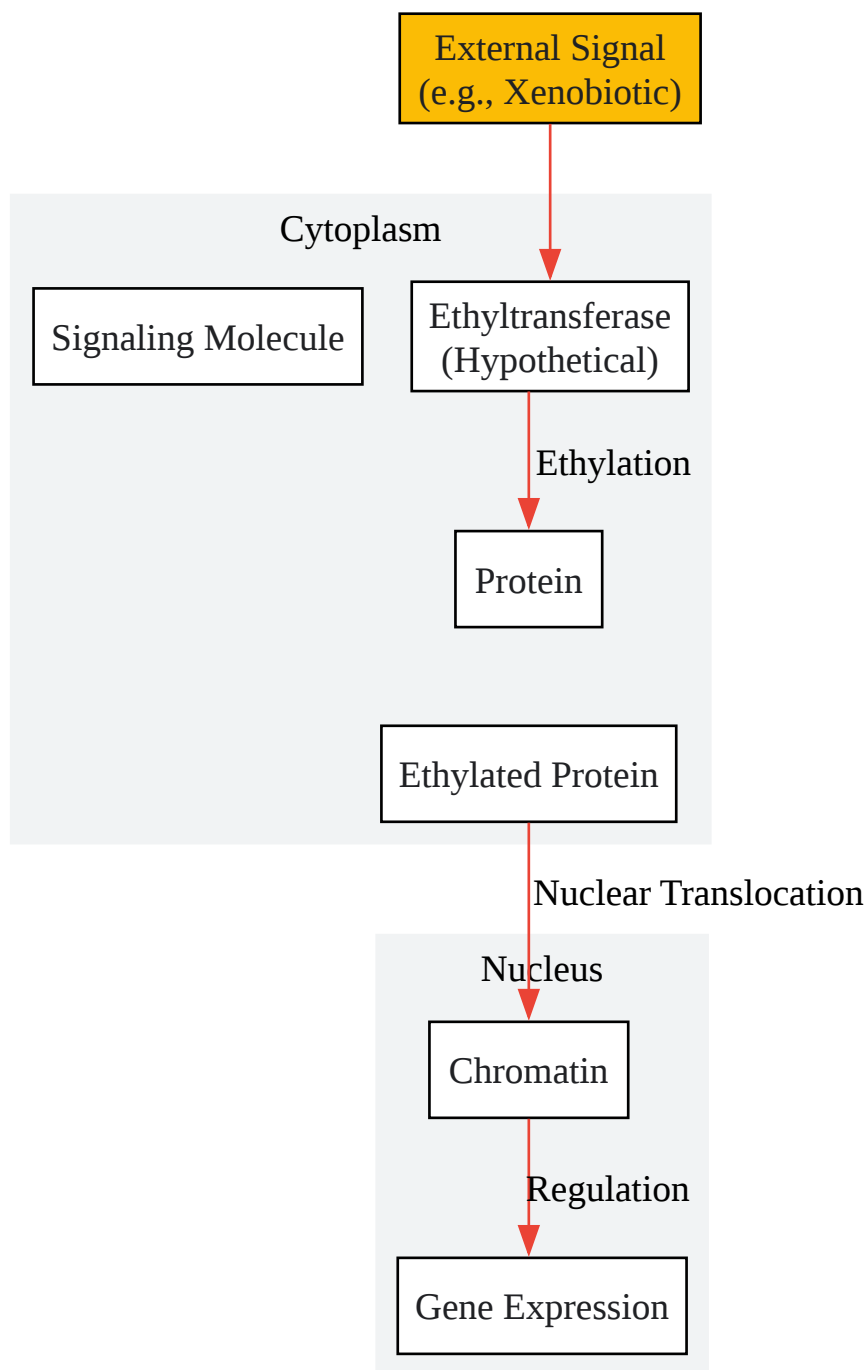 External Signal
(e.g., Xenobiotic)
Cytoplasm
Signaling Molecule
Ethyltransferase
(Hypothetical)
Ethylation
Protein
Ethylated Protein
Nuclear Translocation
Nucleus
Chromatin
Regulation
Gene Expression